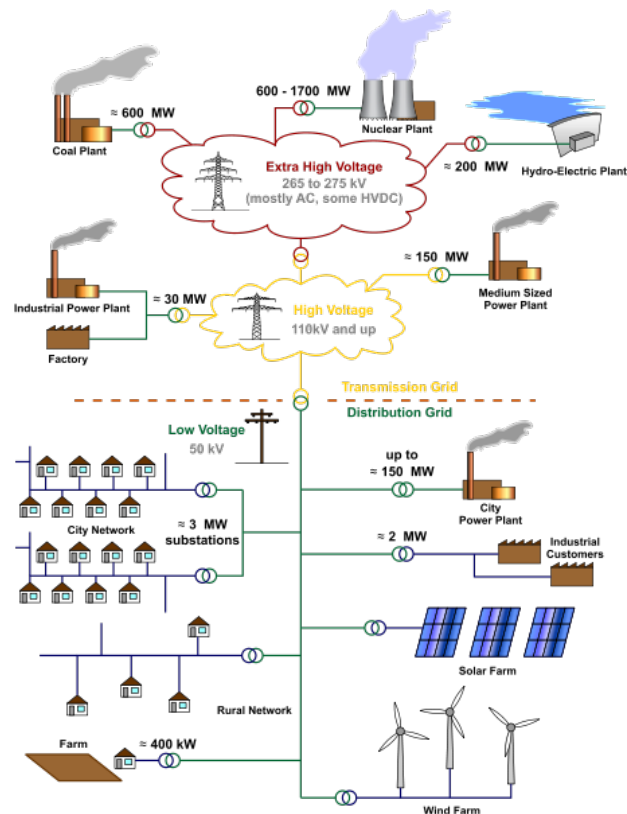 600 - 1700 MW
≈ 600 MW
Nuclear Plant
Coal Plant
Extra High Voltage
265 to 275 kV
(mostly AC, some HVDC)
≈ 200 MW
Hydro-Electric Plant
≈ 150 MW
≈ 30 MW
Industrial Power Plant
High Voltage
110kV and up
Medium Sized
Power Plant
Factory
Transmission Grid
Distribution Grid
Low Voltage
50 kV
up to
≈ 150 MW
City Network
City
Power Plant
≈ 3 MW
substations
≈ 2 MW
Industrial
Customers
Solar Farm
Rural Network
Farm
≈ 400 kW
Wind Farm